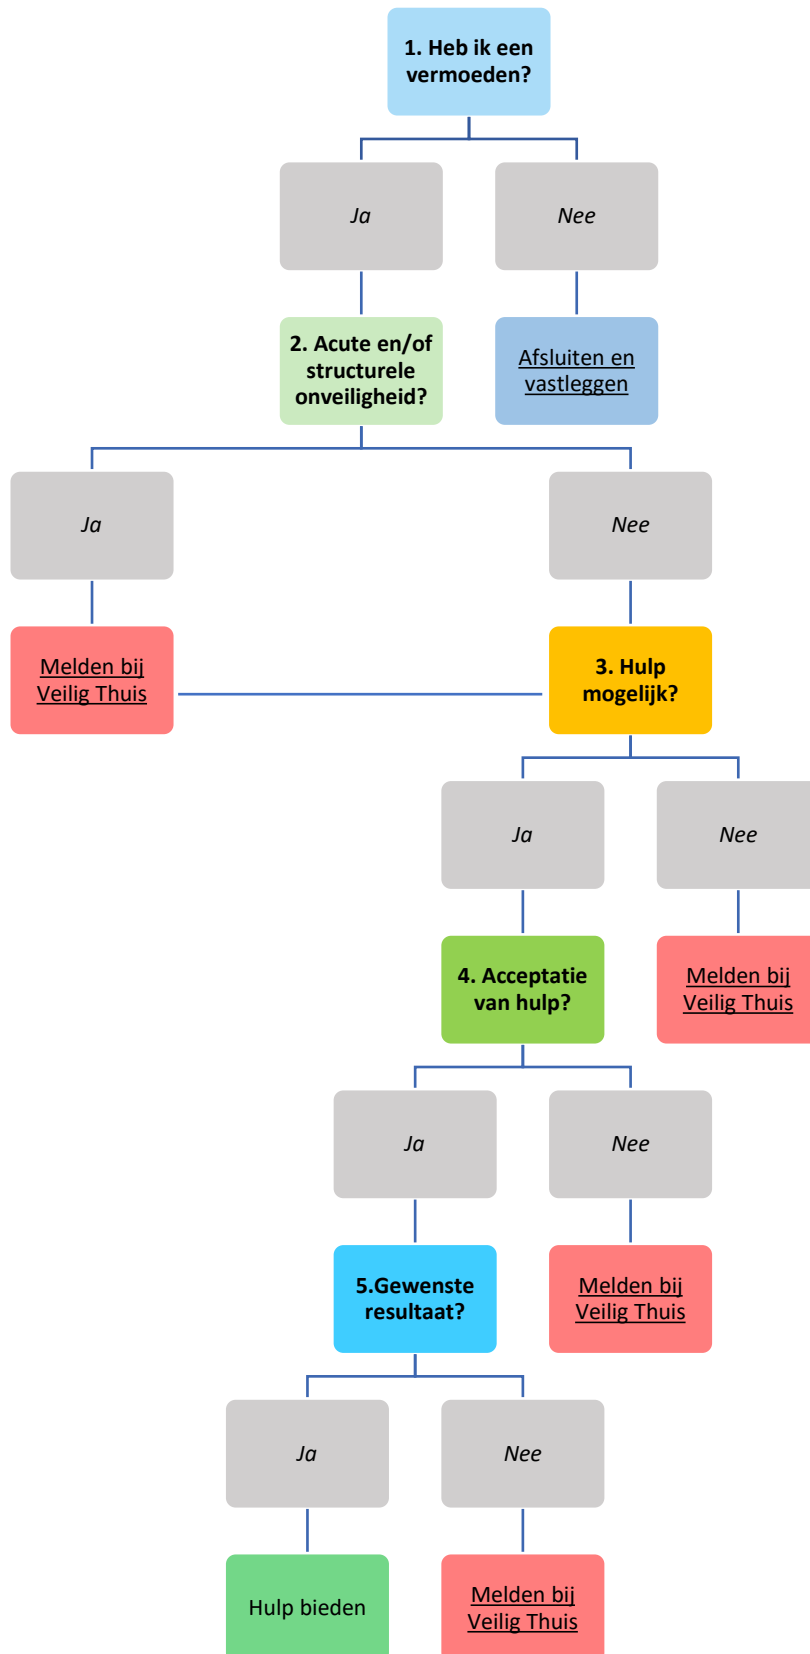 1. Heb ik een
vermoeden?
Ja
Nee
2. Acute en/of
structurele
onveiligheid?
Afsluiten en
vastleggen
Ja
Nee
Melden bij
Veilig Thuis
3. Hulp
mogelijk?
Ja
Nee
4. Acceptatie
van hulp?
Melden bij
Veilig Thuis
Ja
Nee
5.Gewenste
resultaat?
Melden bij
Veilig Thuis
Ja
Nee
Hulp bieden
Melden bij
Veilig Thuis